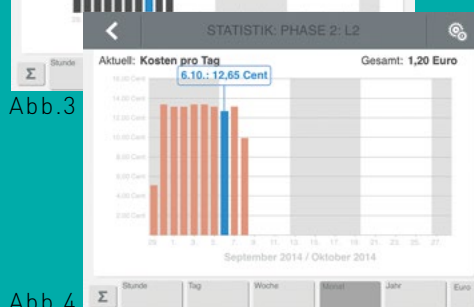 Σ Stunde
Abb.3
STATISTIK: PHASE 2: L2
Aktuell: Kosten pro Tag Gesamt: 1,20 Euro
6.10.: 12,65 Cent
16,00 Cent
14,00 Cent
12,00 Cent
10,00 Cent
8,00 Cent
6,00 Cent
4,00 Cent
2,00 Cent
29. 1. 3. 5. 7. 9. 11. 13. 15. 17. 19. 21. 23. 25. 27.
September 2014 / Oktober 2014
Σ Stunde Tag Woche Monat Jahr Euro
Abb.4